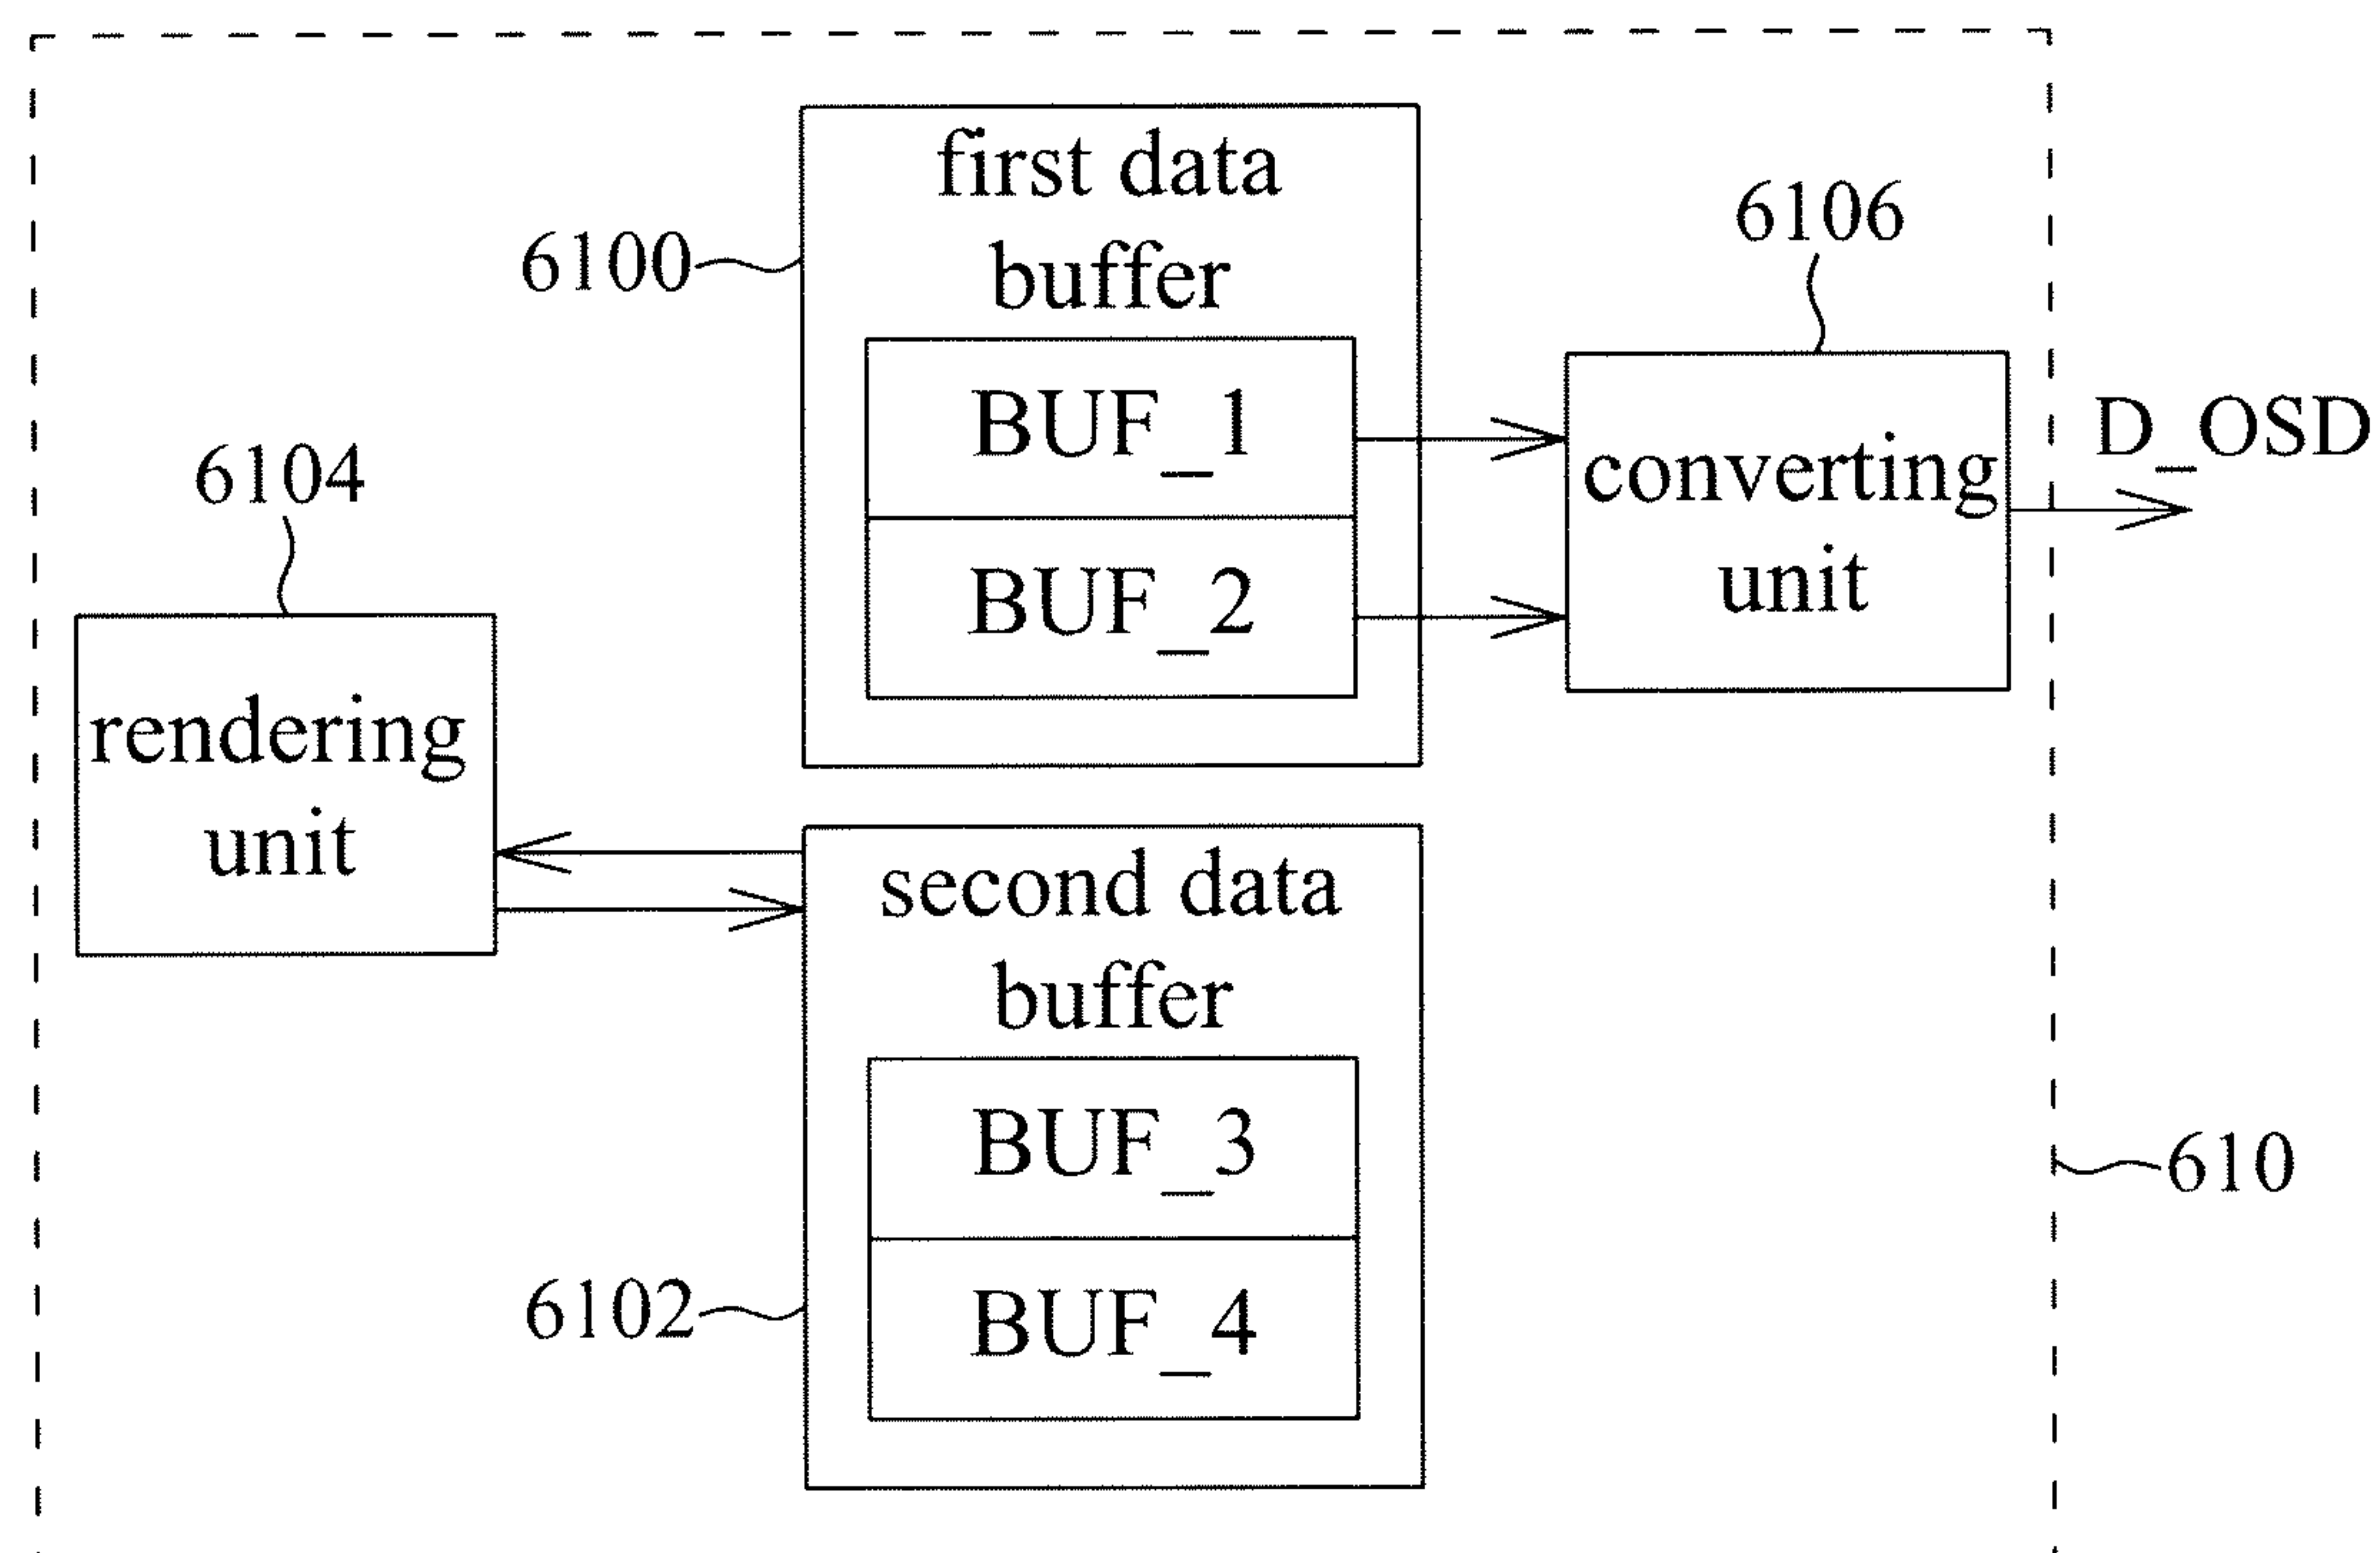 first data
buffer
6100
6106
BUF_1
D_OSD
converting
unit
6104
BUF_2
rendering
unit
second data
buffer
BUF_3
610
6102
BUF_4